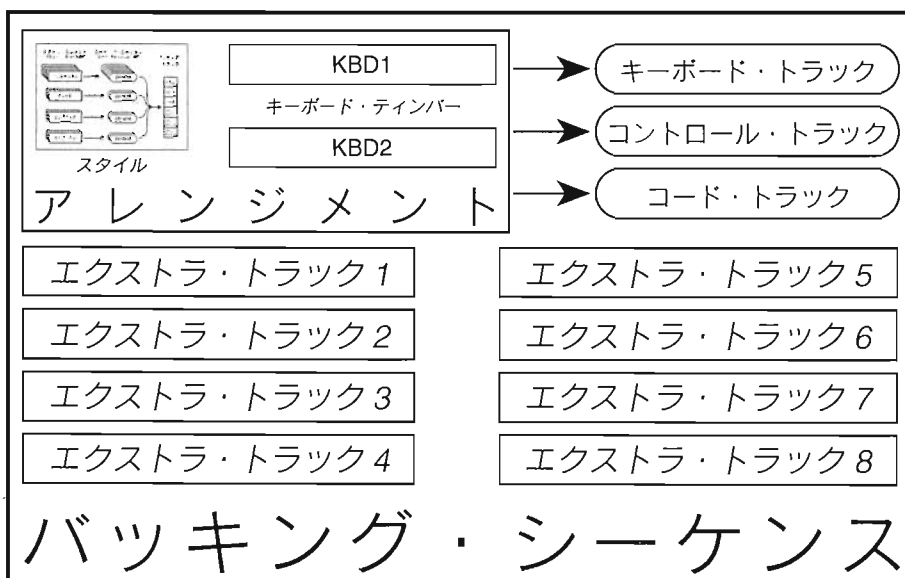 KBD1
キーボード・ティンバー
KBD2
スタイル
アレンジメント
キーボード・トラック
コントロール・トラック
コード・トラック
エクストラ・トラック1
エクストラ・トラック2
エクストラ・トラック3
エクストラ・トラック4
エクストラ・トラック5
エクストラ・トラック6
エクストラ・トラック7
エクストラ・トラック8
バッキング・シーケンス